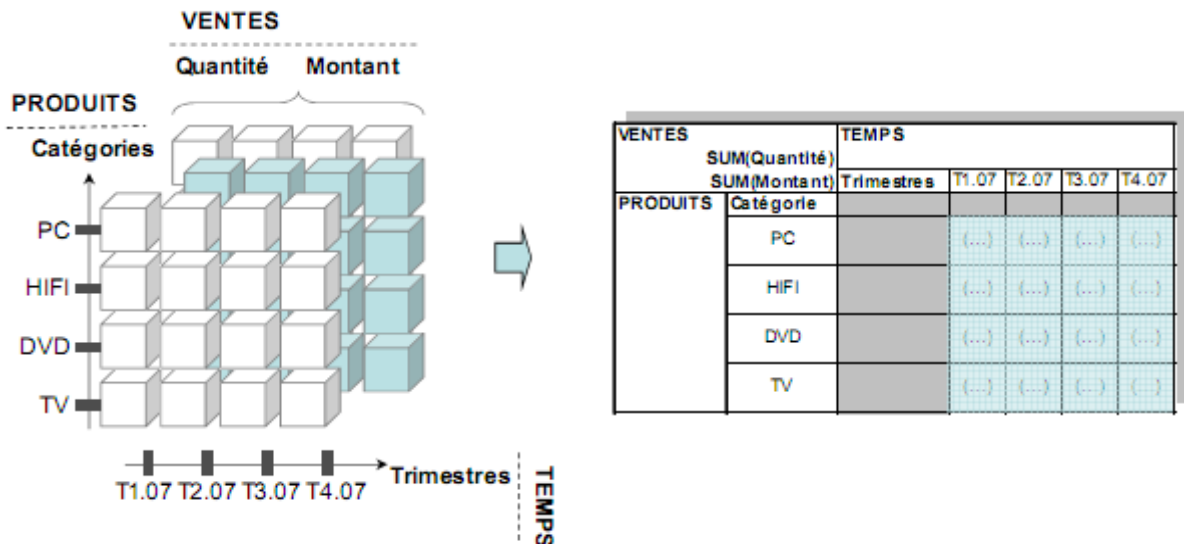 VENTES
Quantité Montant
PRODUITS
Catégories
PC
HIFI
DVD
TV
T1.07 T2.07 T3.07 T4.07
Trimestres
TEMPS
VENTES TEMPS
SUM(Quantité)
SUM(Montant) Trimestres T1.07 T2.07 T3.07 T4.07
PRODUITS Catégorie
PC (...) (...) (...) (...)
HIFI (...) (...) (...) (...)
DVD (...) (...) (...) (...)
TV (...) (...) (...) (...)